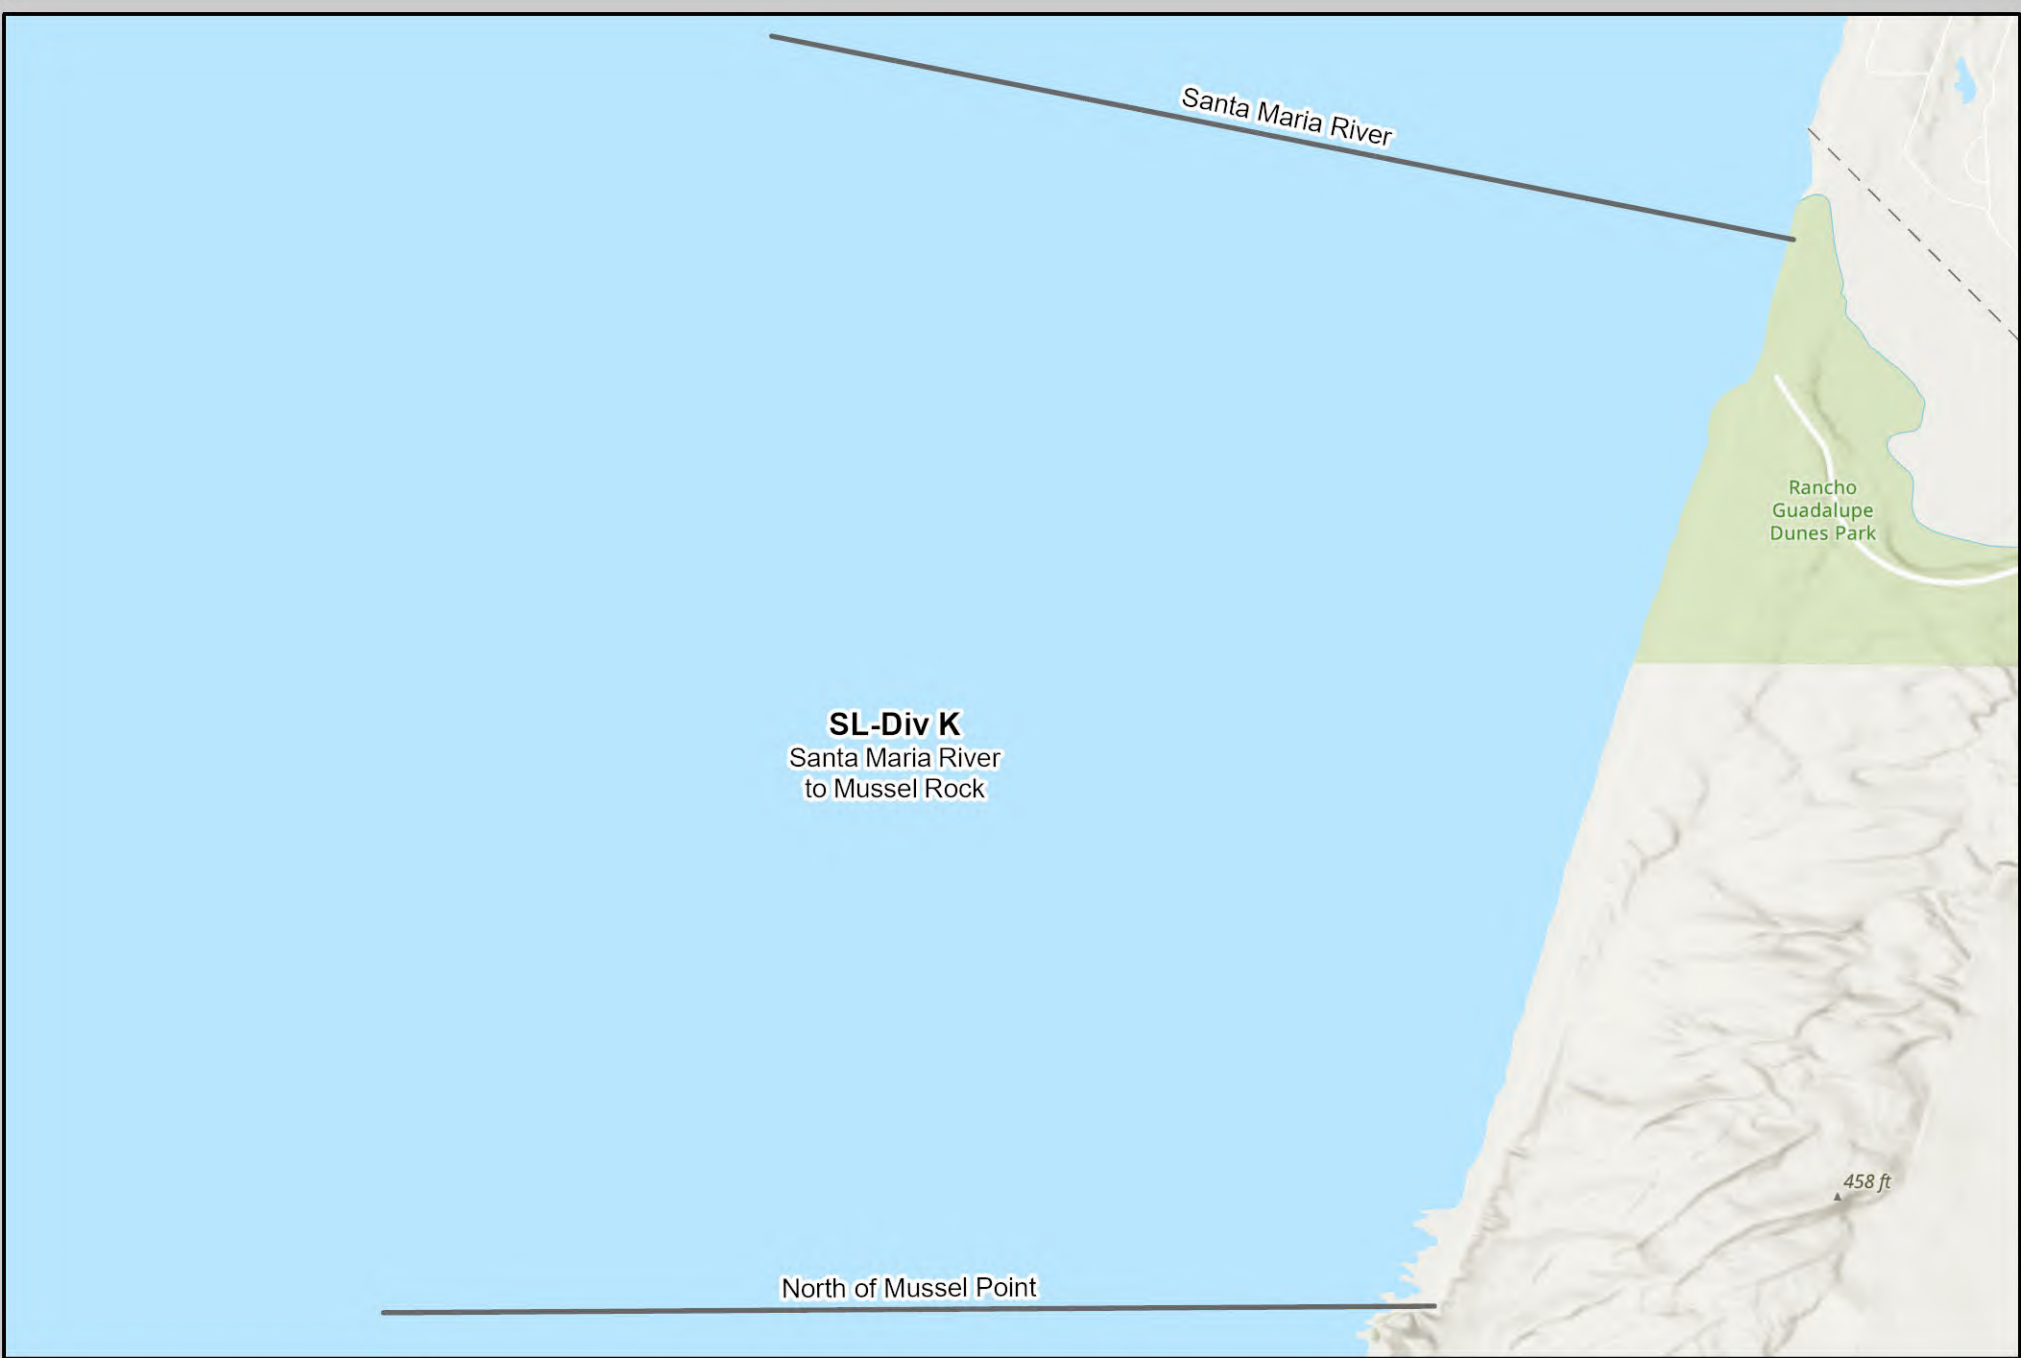 Santa Maria River
Rancho
Guadalupe
Dunes Park
SL-Div K
Santa Maria River
to Mussel Rock
458 ft
North of Mussel Point